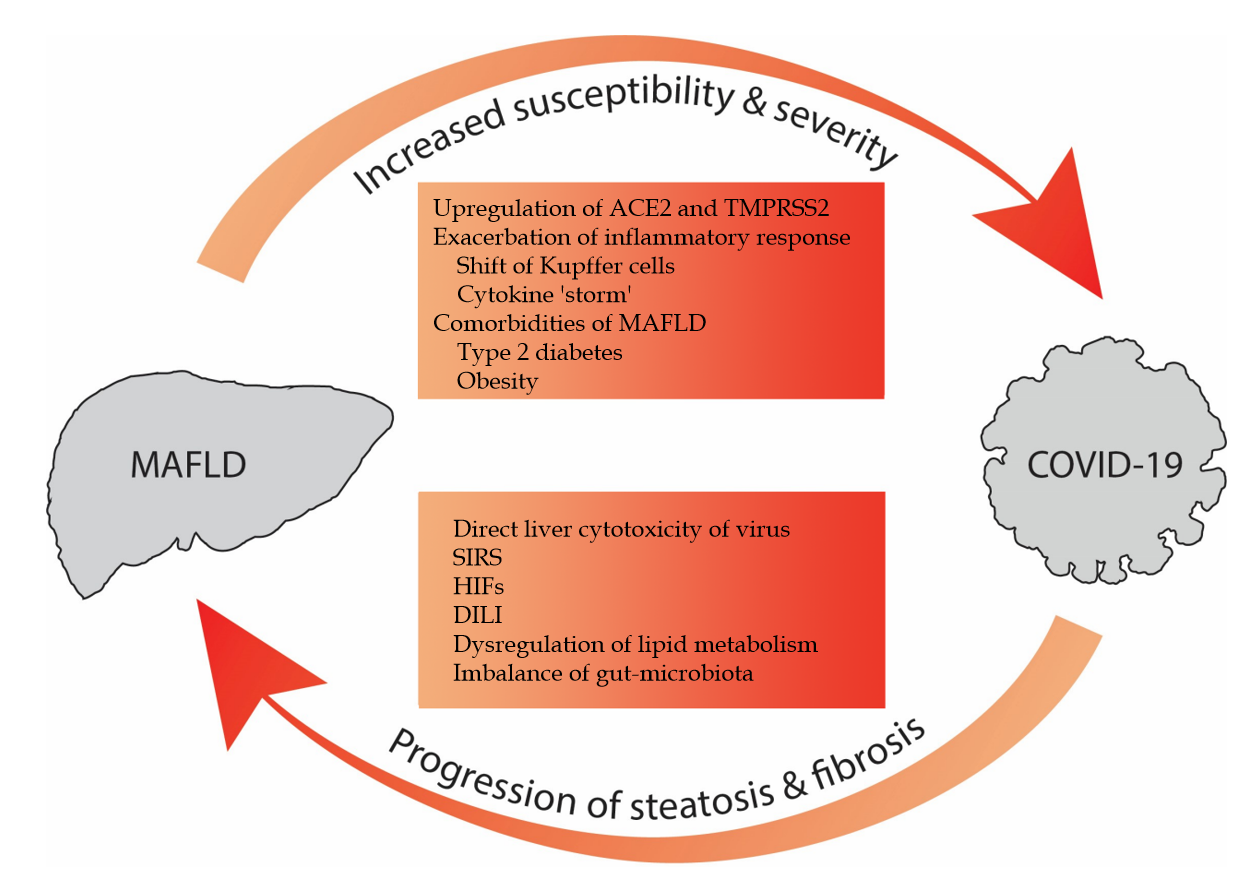 Increased susceptibility & severity
Upregulation of ACE2 and TMPRSS2
Exacerbation of inflammatory response
Shift of Kupffer cells
Cytokine 'storm'
Comorbidities of MAFLD
Type 2 diabetes
Obesity
MAFLD
COVID-19
Direct liver cytotoxicity of virus
SIRS
HIFs
DILI
Dysregulation of lipid metabolism
Imbalance of gut-microbiota
Progression of steatosis & fibrosis